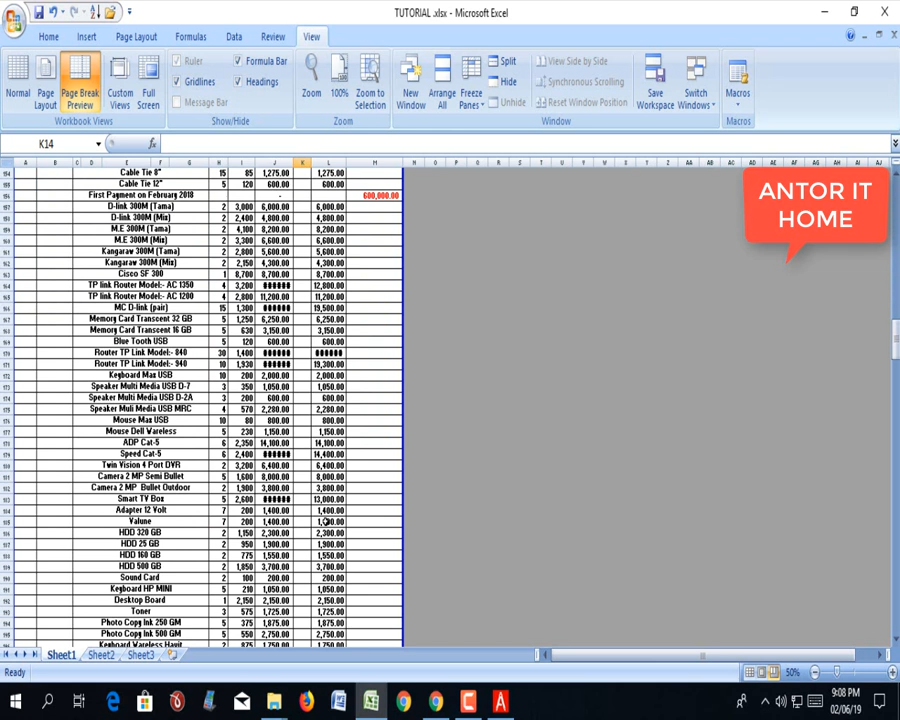 TUTORIAL .xlsx - Microsoft Excel
Home Insert Page Layout Formulas Data Review View
Normal Page Layout Page Break Preview Custom Views Full Screen
Workbook Views
Ruler Formula Bar
Gridlines Headings
Message Bar
Show/Hide
Zoom 100% Zoom to Selection
Zoom
New Window Arrange All Freeze Panes
Split
Hide
Unhide
View Side by Side
Synchronous Scrolling
Reset Window Position
Save Workspace Switch Windows
Window
Macros
Macros
K14
A B C D E F G H I J K L M N O P Q R S T U V W X Y Z AA AB AC AD AE AF AG AH AI AJ
Cable Tie 8" 15 85 1,275.00 1,275.00
Cable Tie 12" 5 120 600.00 600.00
First Payment on February 2018 - 600,000.00
D-link 300M (Tama) 2 3,000 6,000.00 6,000.00
D-link 300M (Mix) 2 2,400 4,800.00 4,800.00
M.E 300M (Tama) 2 4,100 8,200.00 8,200.00
M.E 300M (Mix) 2 3,300 6,600.00 6,600.00
Kangaraw 300M (Tama) 2 2,800 5,600.00 5,600.00
Kangaraw 300M (Mix) 2 2,150 4,300.00 4,300.00
Cisco SF 300 1 8,700 8,700.00 8,700.00
TP link Router Model:- AC 1350 4 3,200 ###### 12,800.00
TP link Router Model:- AC 1200 4 2,800 11,200.00 11,200.00
MC D-link (pair) 15 1,300 ###### 19,500.00
Memory Card Transcent 32 GB 5 1,250 6,250.00 6,250.00
Memory Card Transcent 16 GB 5 630 3,150.00 3,150.00
Blue Tooth USB 5 120 600.00 600.00
Router TP Link Model:- 840 30 1,400 ###### ######
Router TP Link Model:- 940 10 1,930 ###### 19,300.00
Keyboard Max USB 10 200 2,000.00 2,000.00
Speaker Multi Media USB D-7 3 350 1,050.00 1,050.00
Speaker Multi Media USB D-2A 3 200 600.00 600.00
Speaker Muli Media USB MRC 4 570 2,280.00 2,280.00
Mouse Max USB 10 80 800.00 800.00
Mouse Dell Wareless 5 230 1,150.00 1,150.00
ADP Cat-5 6 2,350 14,100.00 14,100.00
Speed Cat-5 6 2,400 ###### 14,400.00
Twin Vision 4 Port DVR 2 3,200 6,400.00 6,400.00
Camera 2 MP Semi Bullet 5 1,600 8,000.00 8,000.00
Camera 2 MP Bullet Outdoor 2 1,900 3,800.00 3,800.00
Smart TV Box 5 2,600 ###### 13,000.00
Adapter 12 Volt 7 200 1,400.00 1,400.00
Valune 7 200 1,400.00
HDD 320 GB 2 1,150 2,300.00 2,300.00
HDD 25 GB 2 950 1,900.00 1,900.00
HDD 160 GB 2 775 1,550.00 1,550.00
HDD 500 GB 2 1,850 3,700.00 3,700.00
Sound Card 2 100 200.00 200.00
Keyboard HP MINI 5 210 1,050.00 1,050.00
Desktop Board 1 2,150 2,150.00 2,150.00
Toner 3 575 1,725.00 1,725.00
Photo Copy Ink 250 GM 5 375 1,875.00 1,875.00
Photo Copy Ink 500 GM 5 550 2,750.00 2,750.00
Keyboard Wareless Havit 2 875 1,750.00 1,750.00
ANTOR IT
HOME
Sheet1 Sheet2 Sheet3
Ready 50%
9:08 PM
02/06/19